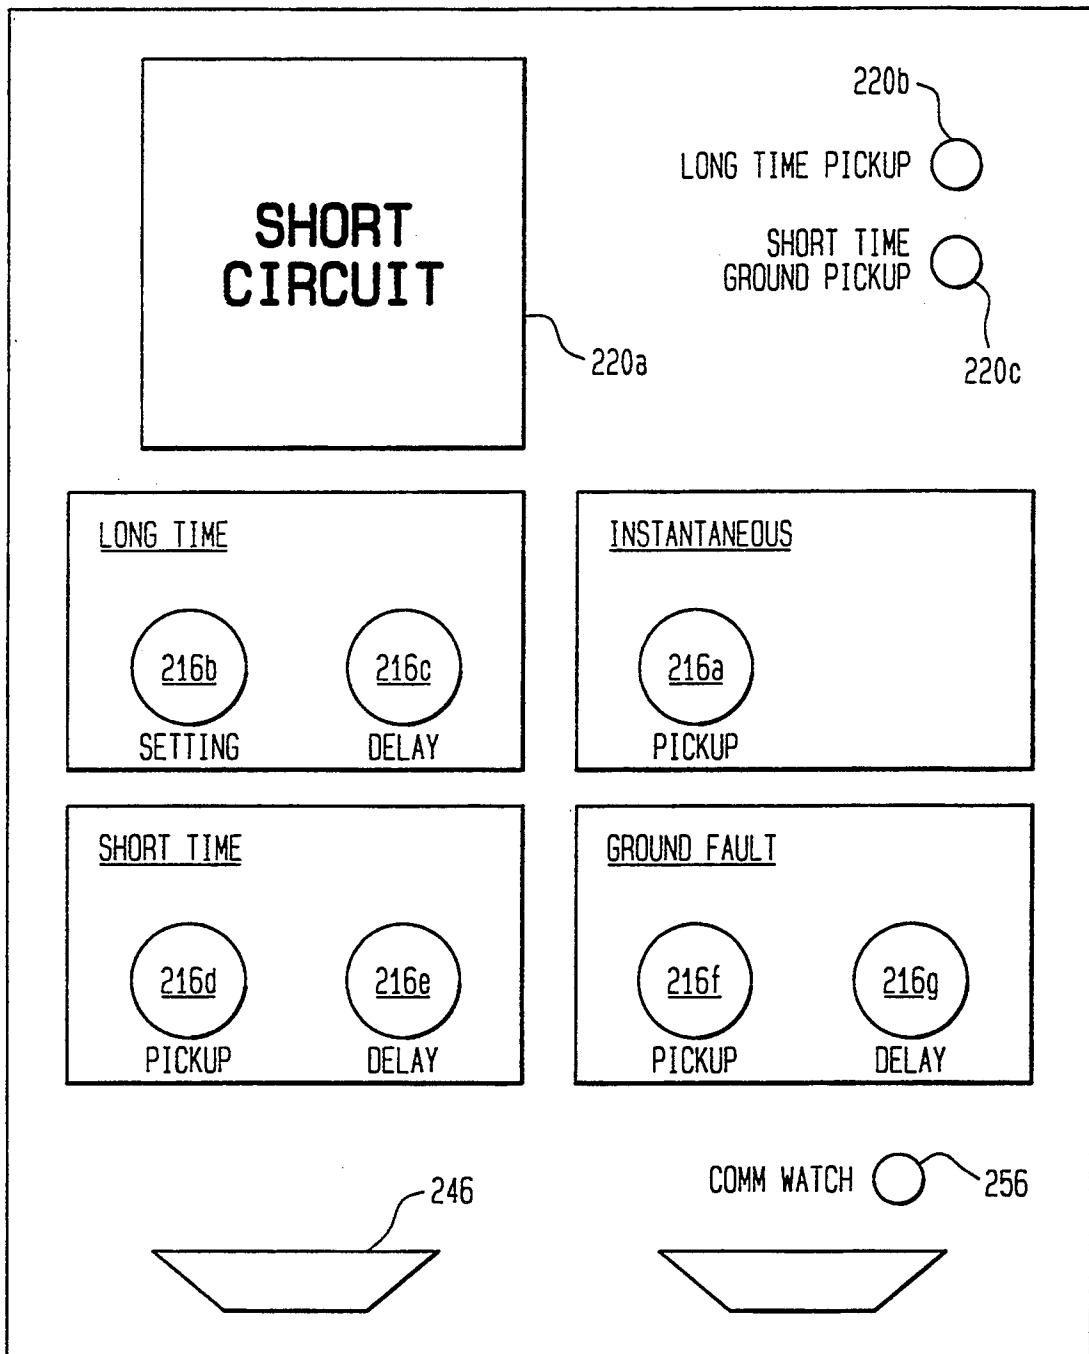 220b
LONG TIME PICKUP
SHORT
CIRCUIT
SHORT TIME
GROUND PICKUP
220a
220c
LONG TIME
216b
216c
SETTING
DELAY
INSTANTANEOUS
216a
PICKUP
SHORT TIME
216d
216e
PICKUP
DELAY
GROUND FAULT
216f
216g
PICKUP
DELAY
COMM WATCH
256
246